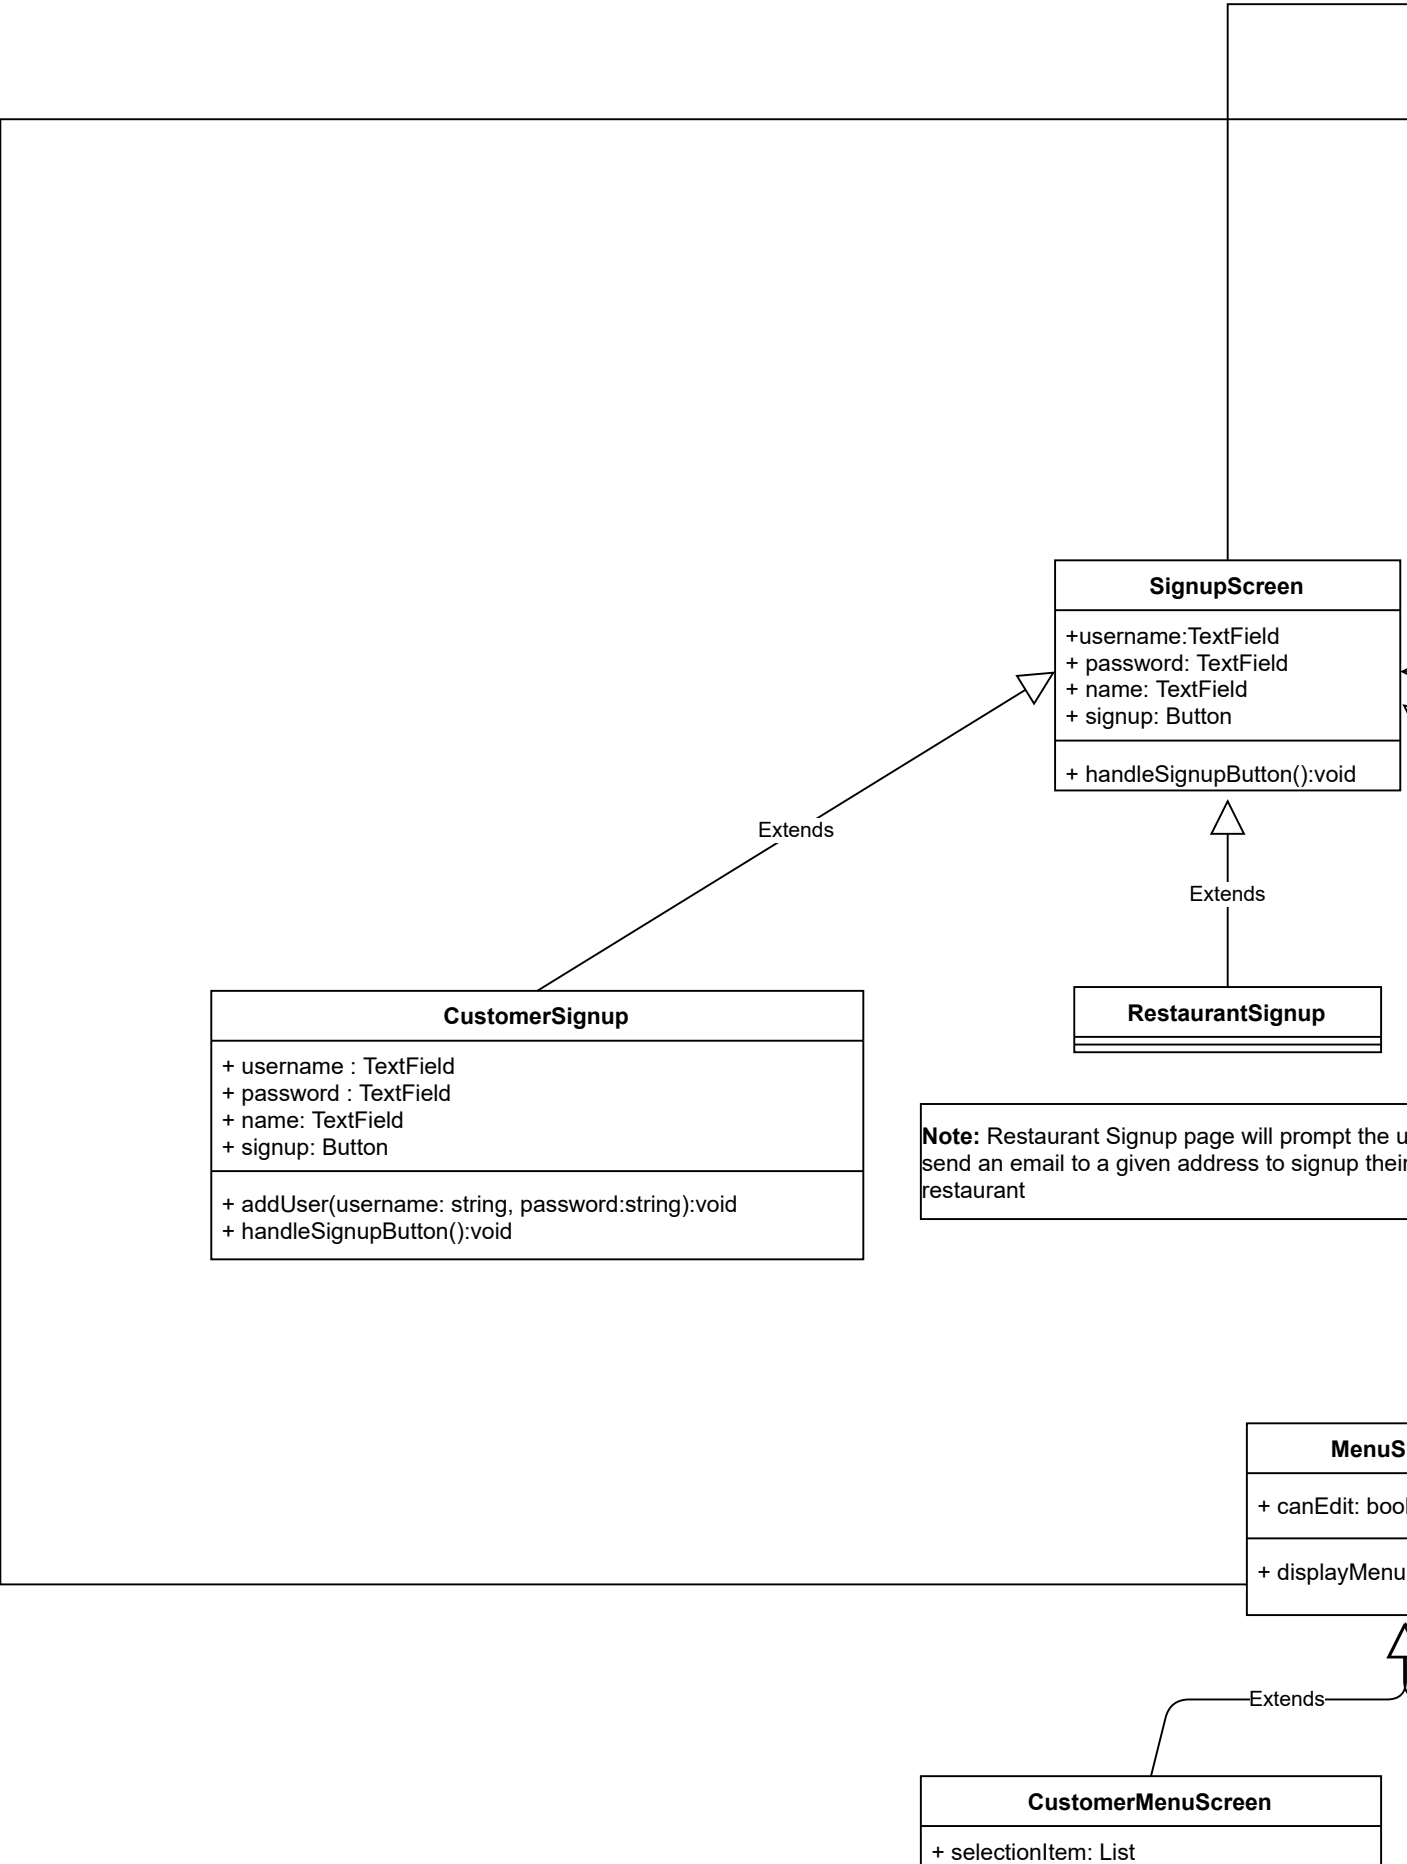 SignupScreen
+username:TextField
+ password: TextField
+ name: TextField
+ signup: Button
+ handleSignupButton():void
Extends
Extends
CustomerSignup
+ username : TextField
+ password : TextField
+ name: TextField
+ signup: Button
+ addUser(username: string, password:string):void
+ handleSignupButton():void
RestaurantSignup
Note: Restaurant Signup page will prompt the
send an email to a given address to signup their
restaurant
+ canEdit:
+ displayMenu
Extends
CustomerMenuScreen
+ selectionItem: List